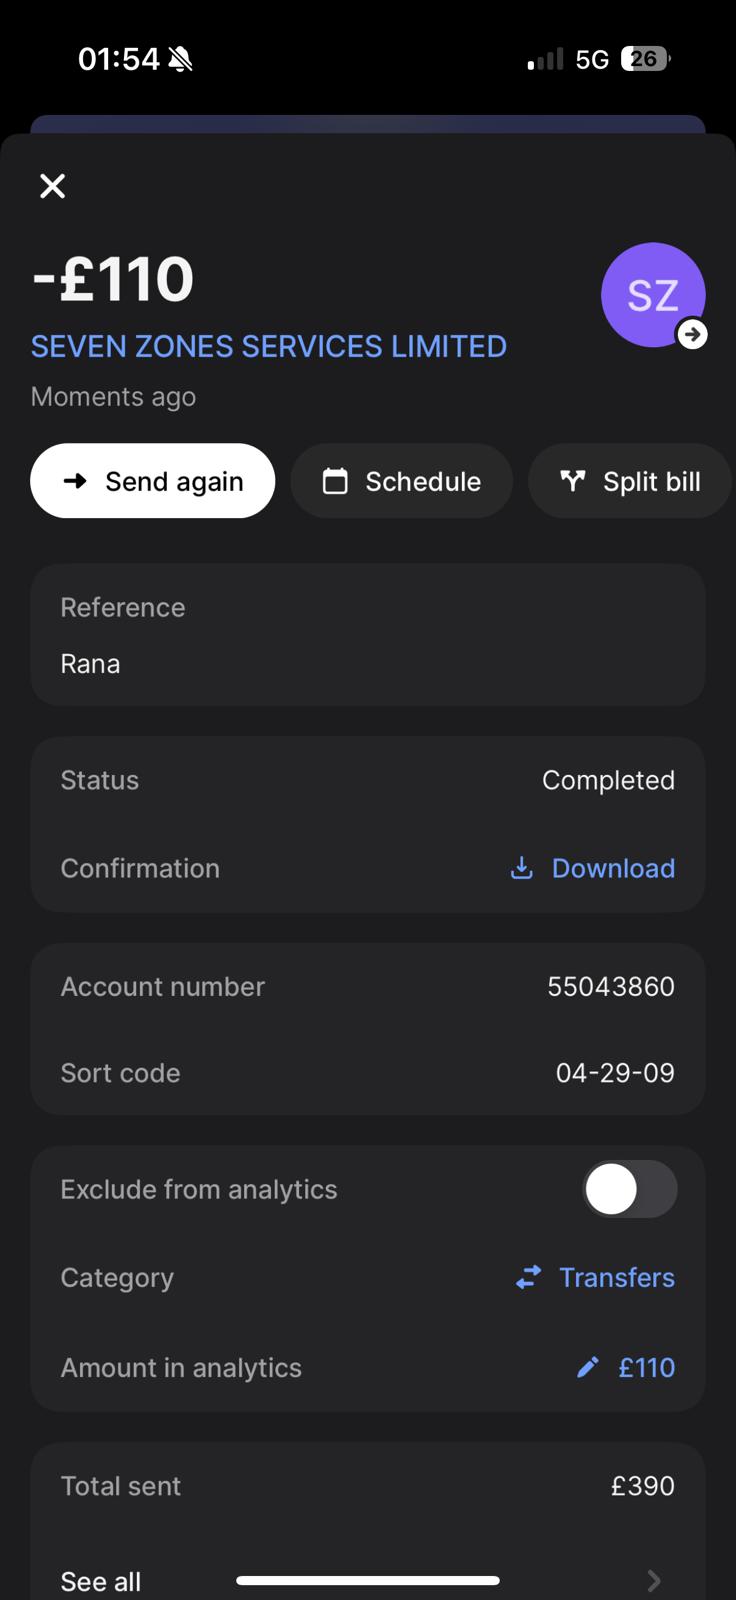 01:54
5G
26
-£110
SZ
SEVEN ZONES SERVICES LIMITED
Moments ago
Send again
Schedule
Split bill
Reference
Rana
Status Completed
Confirmation Download
Account number 55043860
Sort code 04-29-09
Exclude from analytics
Category Transfers
Amount in analytics £110
Total sent £390
See all